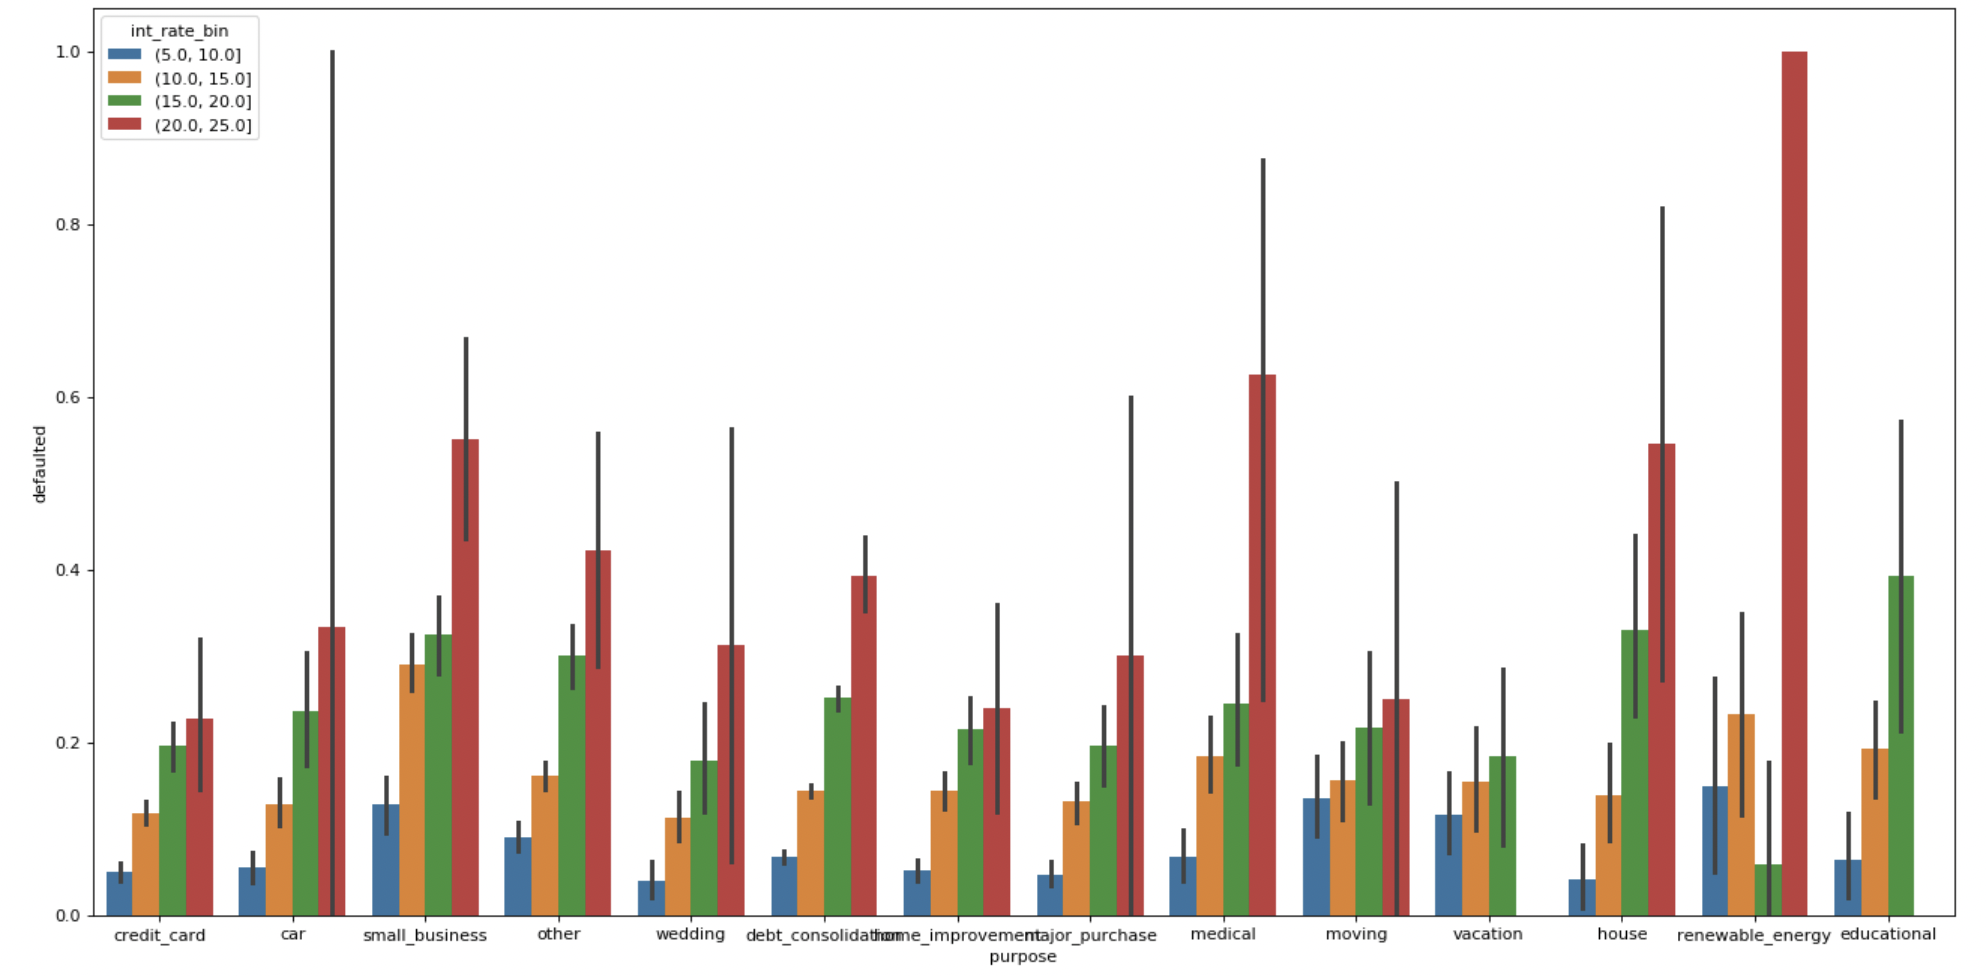 int_rate_bin
(5.0, 10.0]
(10.0, 15.0]
(15.0, 20.0]
(20.0, 25.0]
1.0
0.8
0.6
0.4
0.2
0.0
defaulted
credit_card car small_business other wedding debt_consolidation home_improvement major_purchase medical moving vacation house renewable_energy educational
purpose